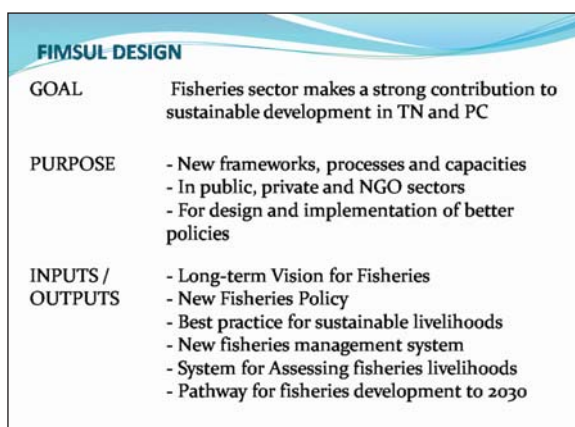 FIMSUL DESIGN
GOAL Fisheries sector makes a strong contribution to
sustainable development in TN and PC
PURPOSE - New frameworks, processes and capacities
- In public, private and NGO sectors
- For design and implementation of better
policies
INPUTS / - Long-term Vision for Fisheries
OUTPUTS - New Fisheries Policy
- Best practice for sustainable livelihoods
- New fisheries management system
- System for Assessing fisheries livelihoods
- Pathway for fisheries development to 2030